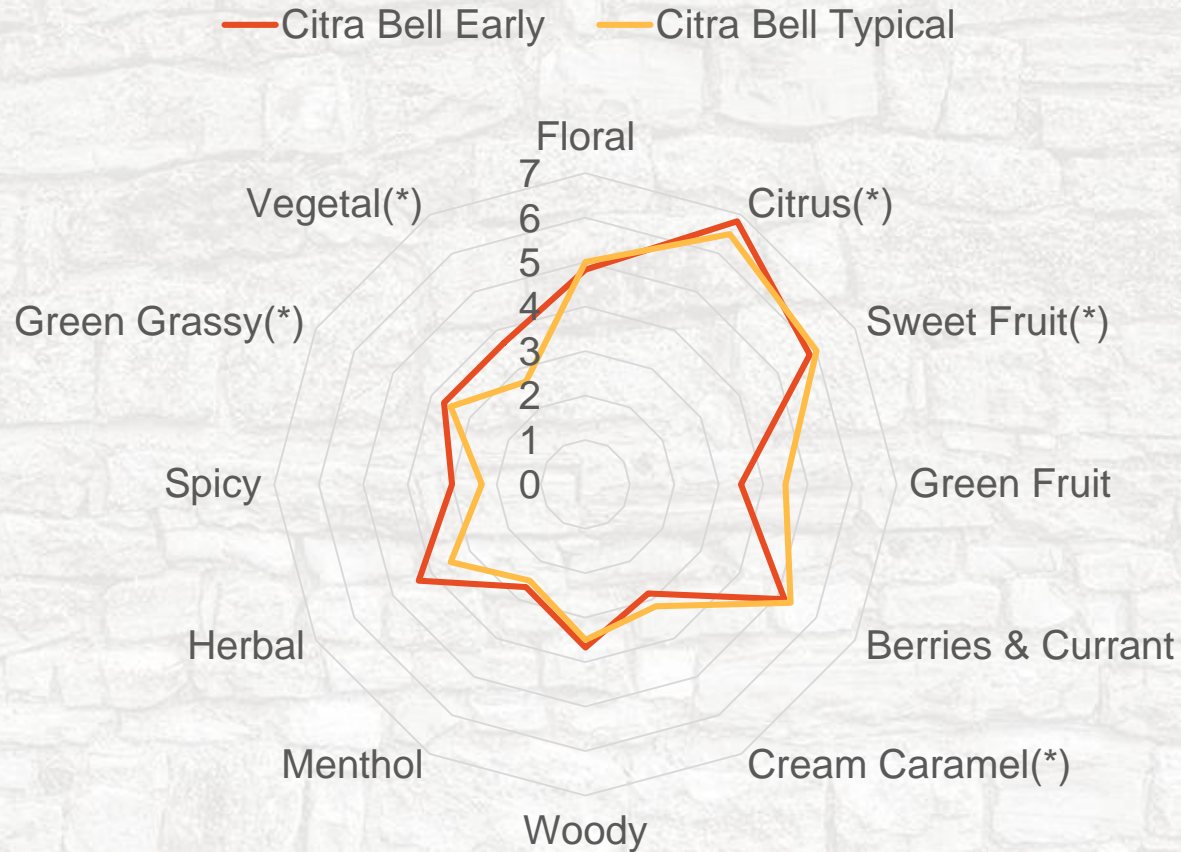 Citra Bell Early Citra Bell Typical
Floral
7
Vegetal(*) Citrus(*)
6
5
Green Grassy(*) Sweet Fruit(*)
4
3
2
1
Spicy 0 Green Fruit
Herbal Berries & Currant
Menthol Cream Caramel(*)
Woody